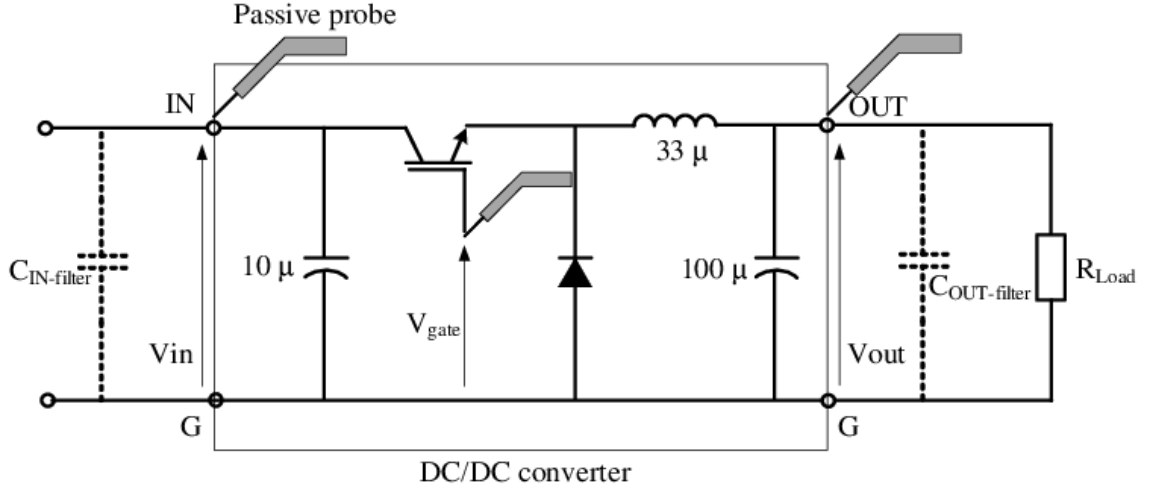 Passive probe
IN
OUT
33 μ
C_IN-filter
10 μ
100 μ
C_OUT-filter
R_Load
V_gate
Vin
Vout
G
G
DC/DC converter